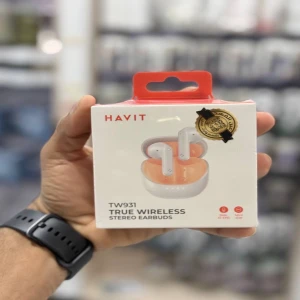 HAVIT
TW931
TRUE WIRELESS
STEREO EARBUDS